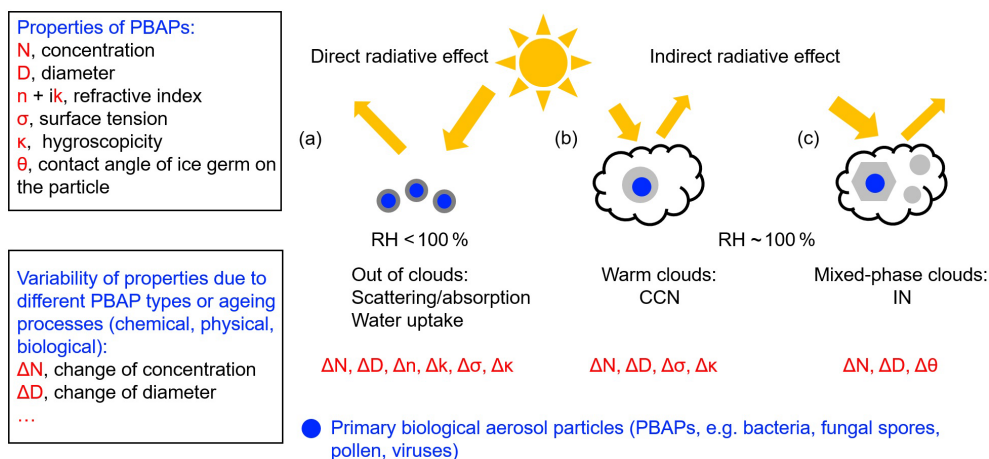 Properties of PBAPs:
N, concentration
D, diameter
n + ik, refractive index
σ, surface tension
κ, hygroscopicity
θ, contact angle of ice germ on
the particle
Variability of properties due to
different PBAP types or ageing
processes (chemical, physical,
biological):
ΔN, change of concentration
ΔD, change of diameter
...
Direct radiative effect
Indirect radiative effect
(a)
(b)
(c)
RH < 100 %
RH ~ 100 %
Out of clouds:
Scattering/absorption
Water uptake
Warm clouds:
CCN
Mixed-phase clouds:
IN
ΔN, ΔD, Δn, Δk, Δσ, Δκ
ΔN, ΔD, Δσ, Δκ
ΔN, ΔD, Δθ
Primary biological aerosol particles (PBAPs, e.g. bacteria, fungal spores,
pollen, viruses)